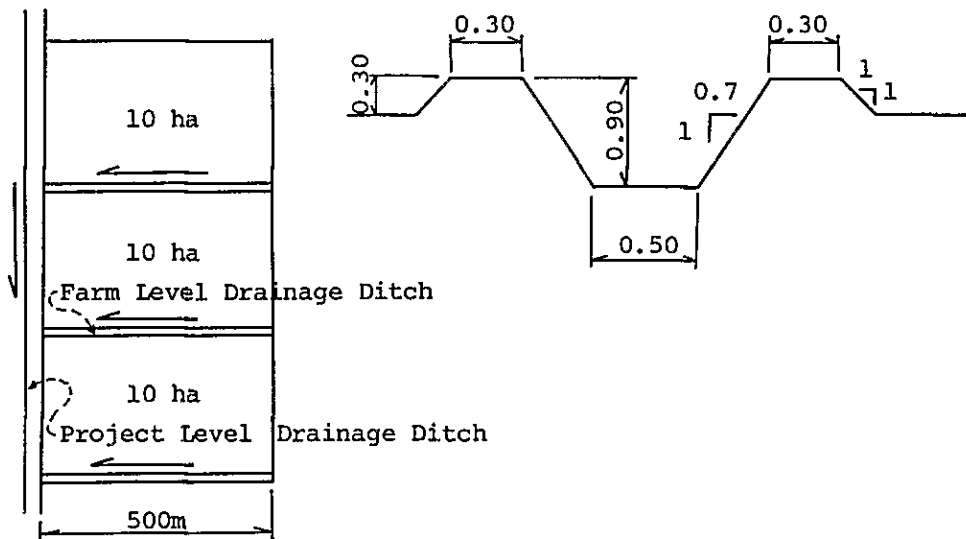 10 ha
10 ha
Farm Level Drainage Ditch
10 ha
Project Level Drainage Ditch
500m
0.30
0.30
0.30
0.90
0.7
1
1
1
0.50